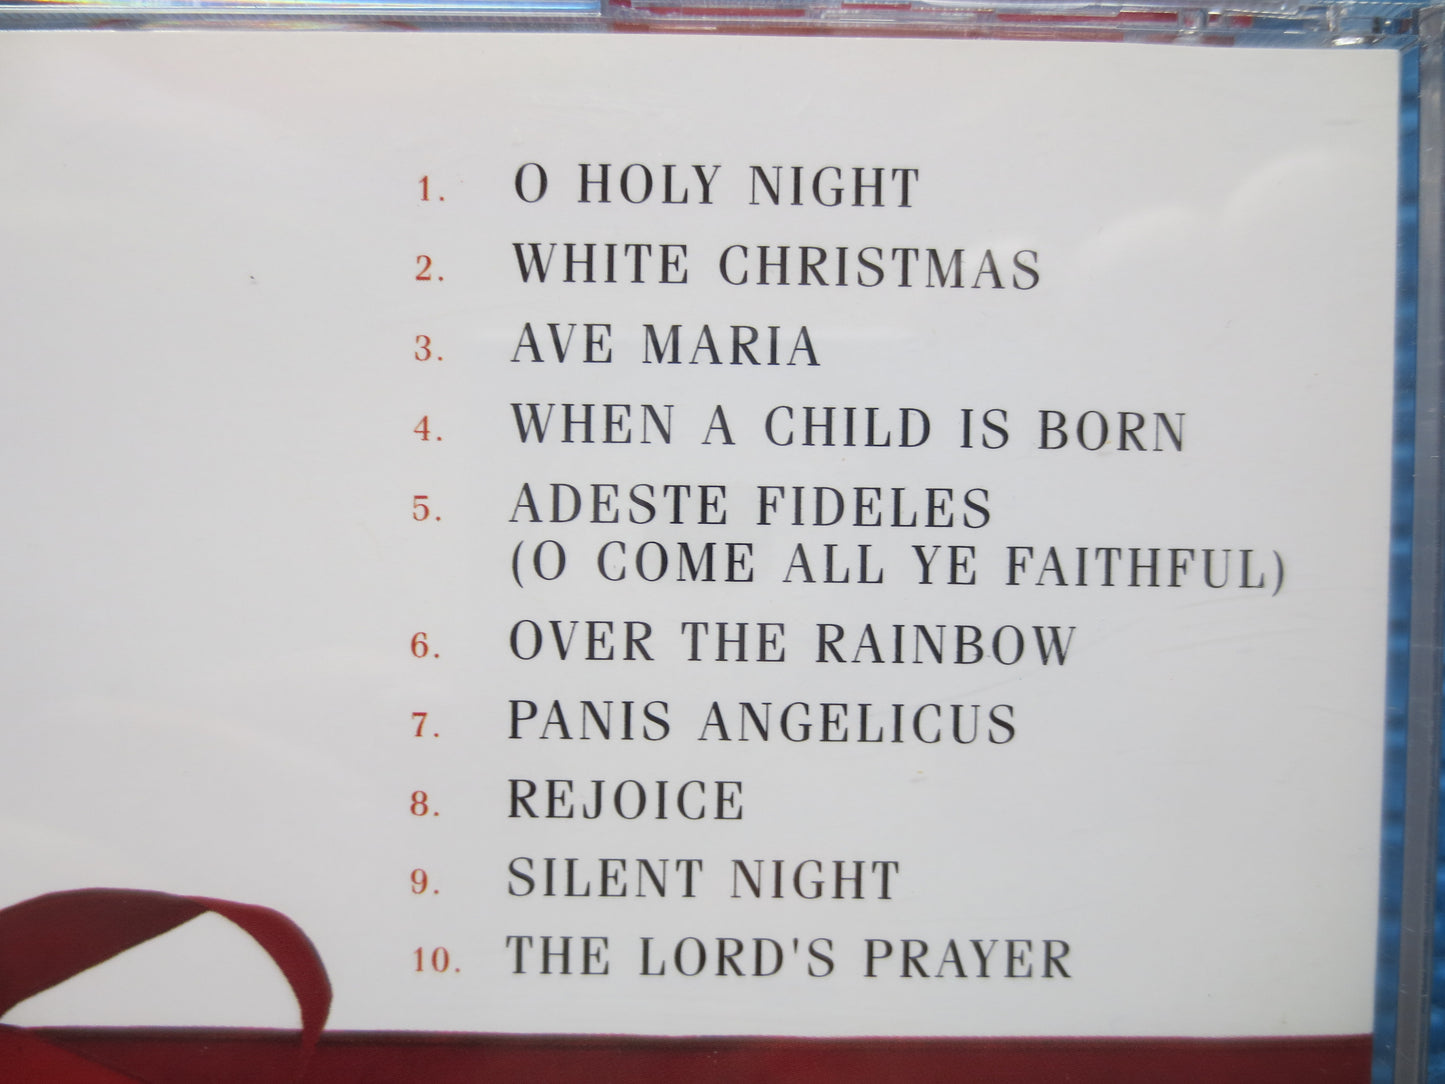 1. O HOLY NIGHT
2. WHITE CHRISTMAS
3. AVE MARIA
4. WHEN A CHILD IS BORN
5. ADESTE FIDELES
(O COME ALL YE FAITHFUL)
6. OVER THE RAINBOW
7. PANIS ANGELICUS
8. REJOICE
9. SILENT NIGHT
10. THE LORD'S PRAYER